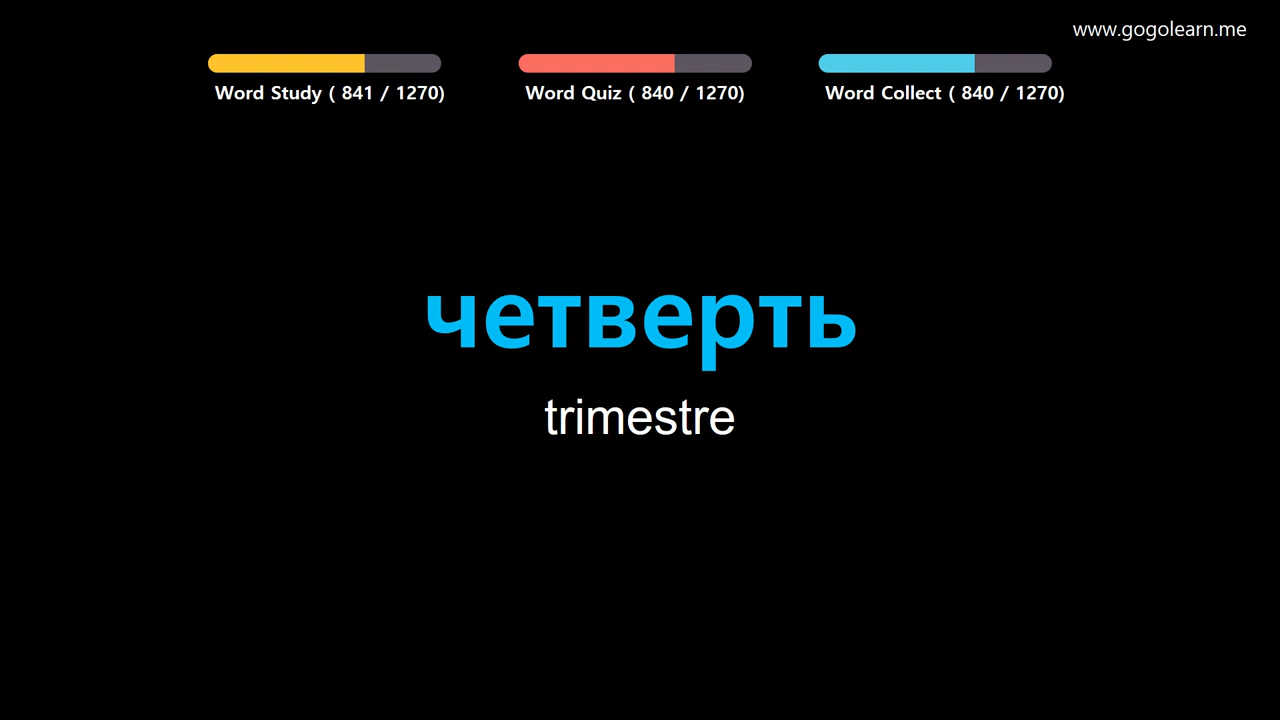 www.gogolearn.me
Word Study ( 841 / 1270)
Word Quiz ( 840 / 1270)
Word Collect ( 840 / 1270)
четверть
trimestre